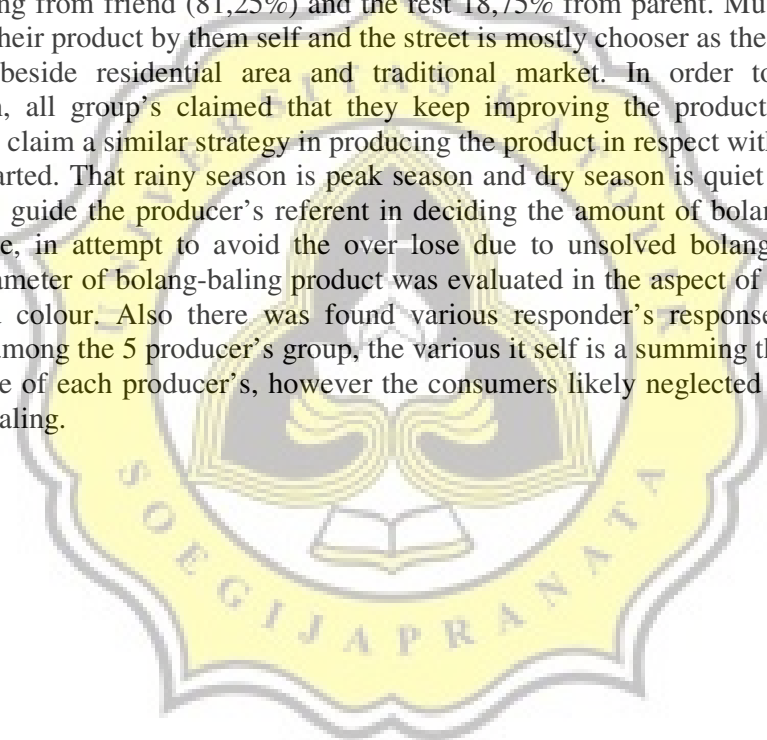 ng from friend (81,25%) and the rest 18,75% from parent. Mu
heir product by them self and the street is mostly chooser as the
beside residential area and traditional market. In order to
, all group's claimed that they keep improving the product
claim a similar strategy in producing the product in respect with
arted. That rainy season is peak season and dry season is quiet
guide the producer's referent in deciding the amount of bolan
e, in attempt to avoid the over lose due to unsolved bolang
ameter of bolang-baling product was evaluated in the aspect of
colour. Also there was found various responder's response
among the 5 producer's group, the various it self is a summing th
e of each producer's, however the consumers likely neglected
aling.
UNIVERSITAS KATOLIK
SOEGIJAPRANATA